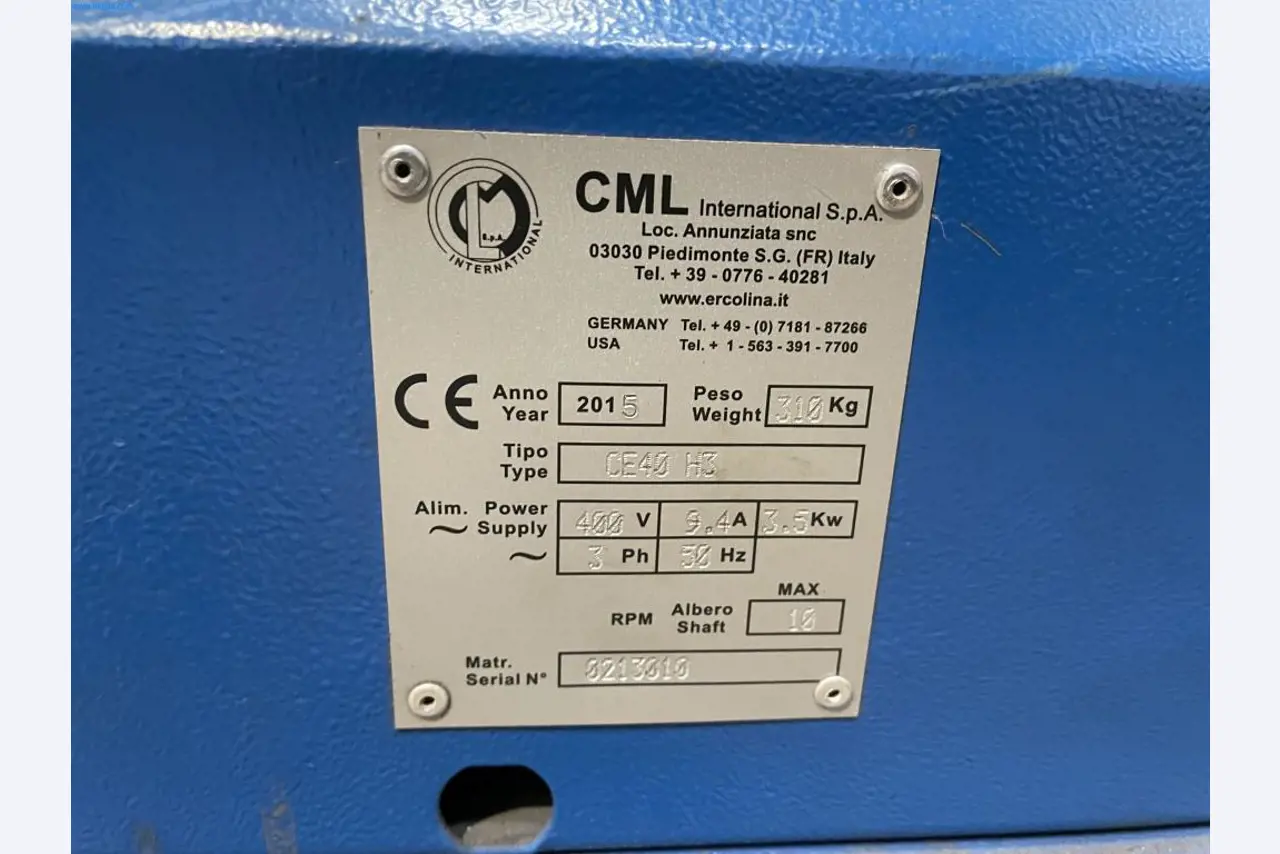 CML International S.p.A.
Loc. Annunziata snc
03030 Piedimonte S.G. (FR) Italy
Tel. + 39 - 0776 - 40281
www.ercolina.it
GERMANY Tel. + 49 - (0) 7181 - 87266
USA Tel. + 1 - 563 - 391 - 7700
S.p.A.
INTERNATIONAL
CE Anno Year 2015 Peso Weight 310 Kg
Tipo Type CE40 H3
Alim. Power
~ Supply 400 V 9.4 A 3.5 Kw
~ 3 Ph 50 Hz
MAX
RPM Albero Shaft 10
Matr.
Serial N° 0213010